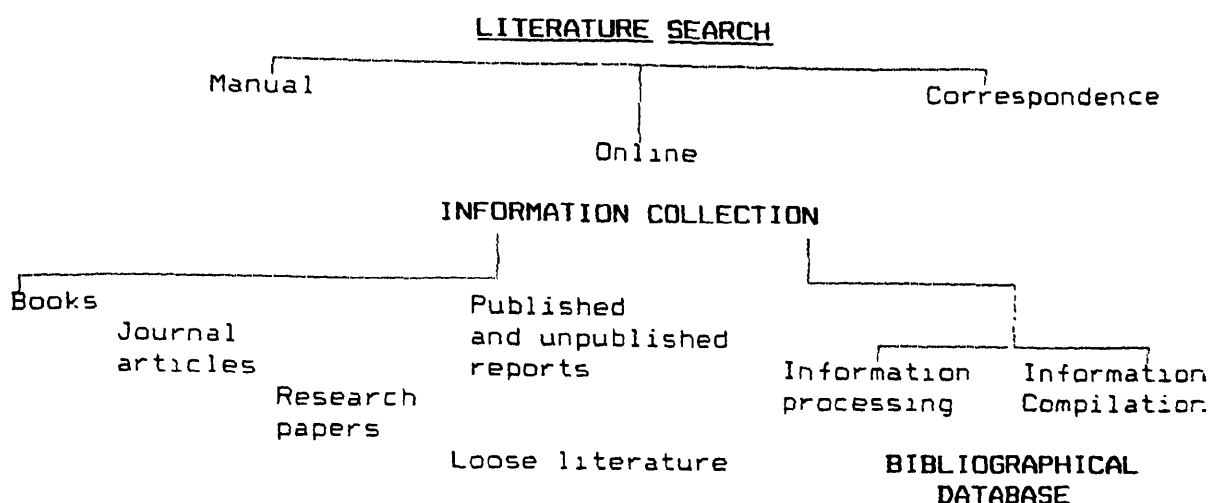 LITERATURE SEARCH
Manual
Correspondence
Online
INFORMATION COLLECTION
Books
Journal
articles
Research
papers
Published
and unpublished
reports
Loose literature
Information
processing
Information
Compilation
BIBLIOGRAPHICAL
DATABASE